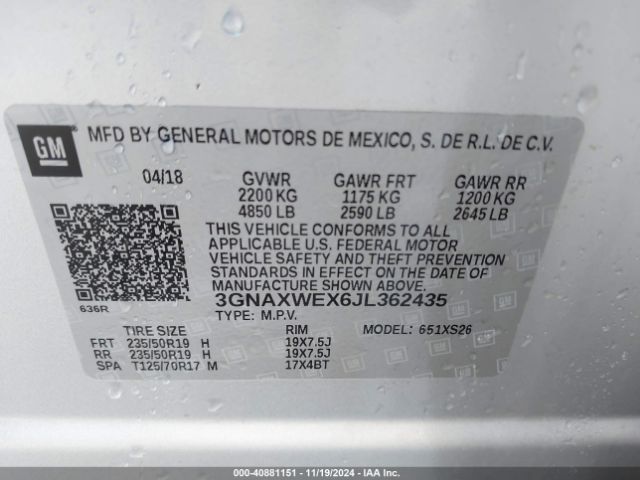 GM
MFD BY GENERAL MOTORS DE MEXICO, S. DE R.L. DE C.V.
04/18 GVWR GAWR FRT GAWR RR
2200 KG 1175 KG 1200 KG
4850 LB 2590 LB 2645 LB
THIS VEHICLE CONFORMS TO ALL
APPLICABLE U.S. FEDERAL MOTOR
VEHICLE SAFETY AND THEFT PREVENTION
STANDARDS IN EFFECT ON THE DATE OF
MANUFACTURE SHOWN ABOVE.
3GNAXWEX6JL362435
636R
TYPE: M.P.V. MODEL: 651XS26
TIRE SIZE RIM
FRT 235/50R19 H 19X7.5J
RR 235/50R19 H 19X7.5J
SPA T125/70R17 M 17X4BT
000-40881151 - 11/19/2024 - IAA Inc.